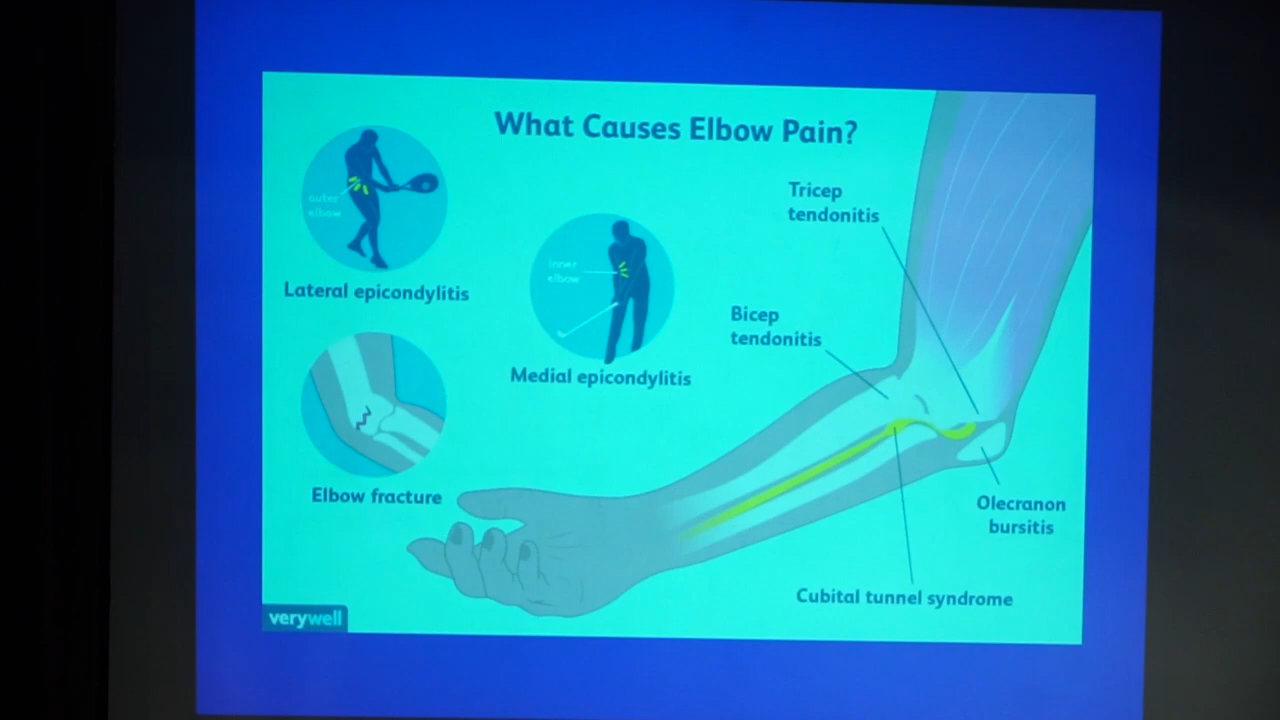 What Causes Elbow Pain?
outer
elbow
Lateral epicondylitis
inner
elbow
Medial epicondylitis
Elbow fracture
Tricep
tendonitis
Bicep
tendonitis
Olecranon
bursitis
Cubital tunnel syndrome
verywell